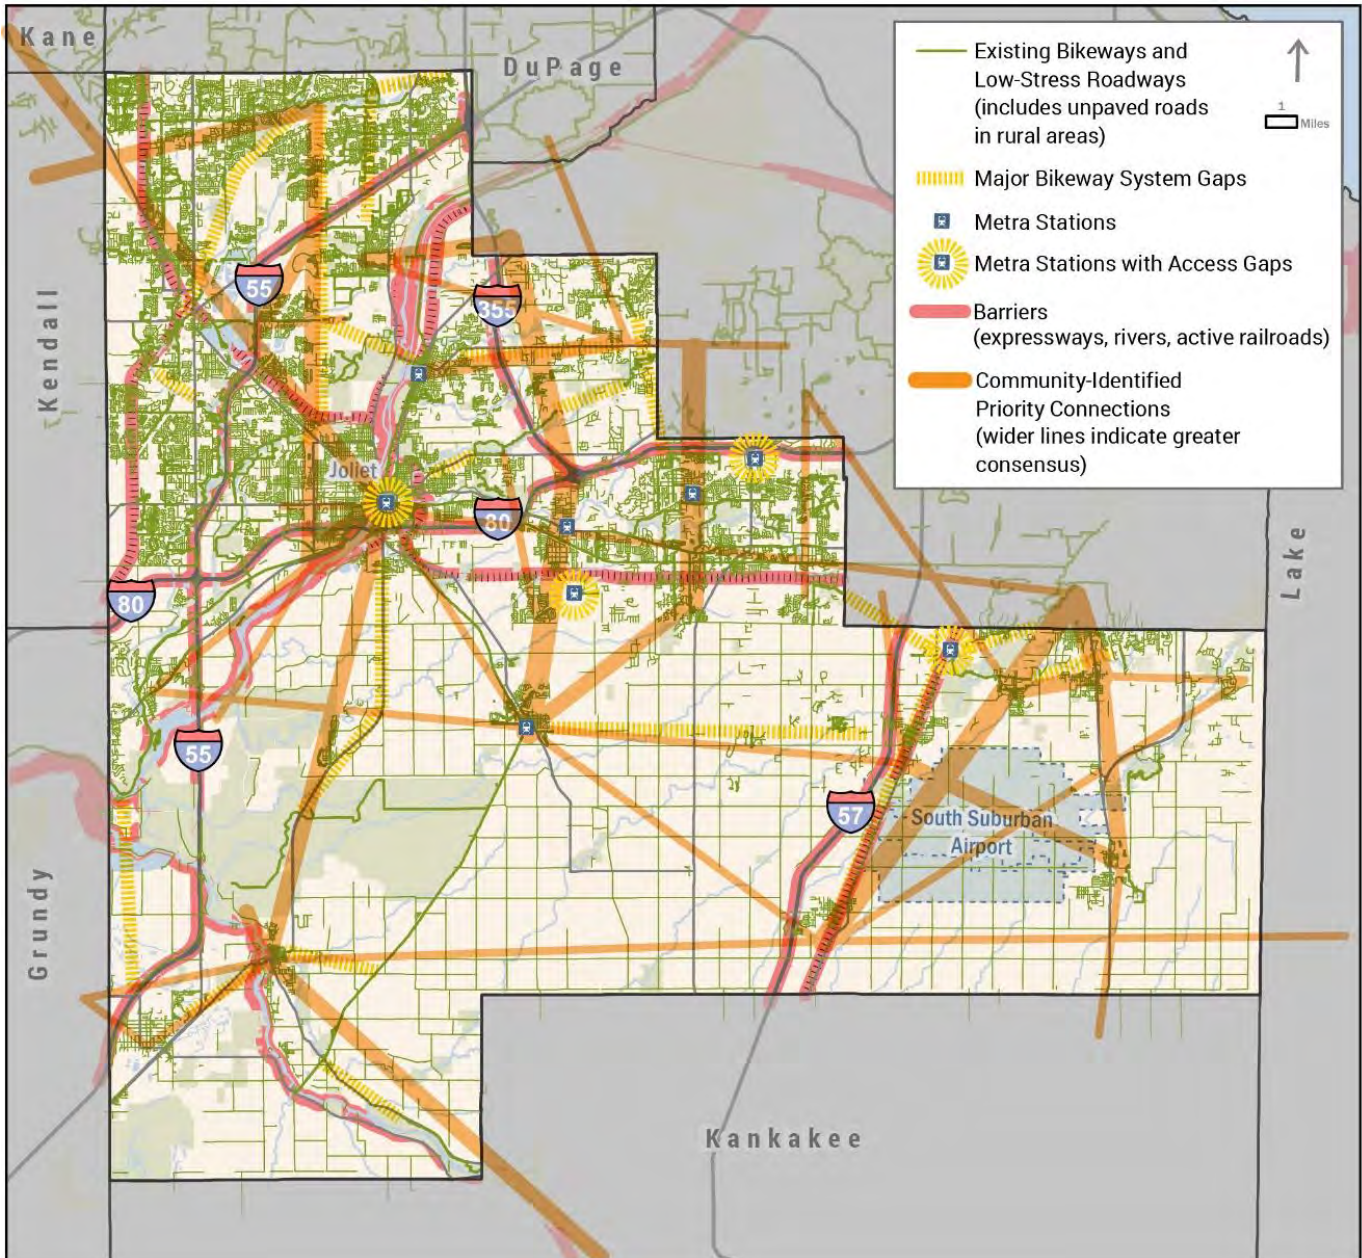 Kane
DuPage
Existing Bikeways and
Low-Stress Roadways
(includes unpaved roads
in rural areas)
1
Miles
Major Bikeway System Gaps
Metra Stations
Metra Stations with Access Gaps
Barriers
(expressways, rivers, active railroads)
Community-Identified
Priority Connections
(wider lines indicate greater
consensus)
55
355
Kendall
Joliet
80
80
Lake
55
57
South Suburban
Airport
Grundy
Kankakee